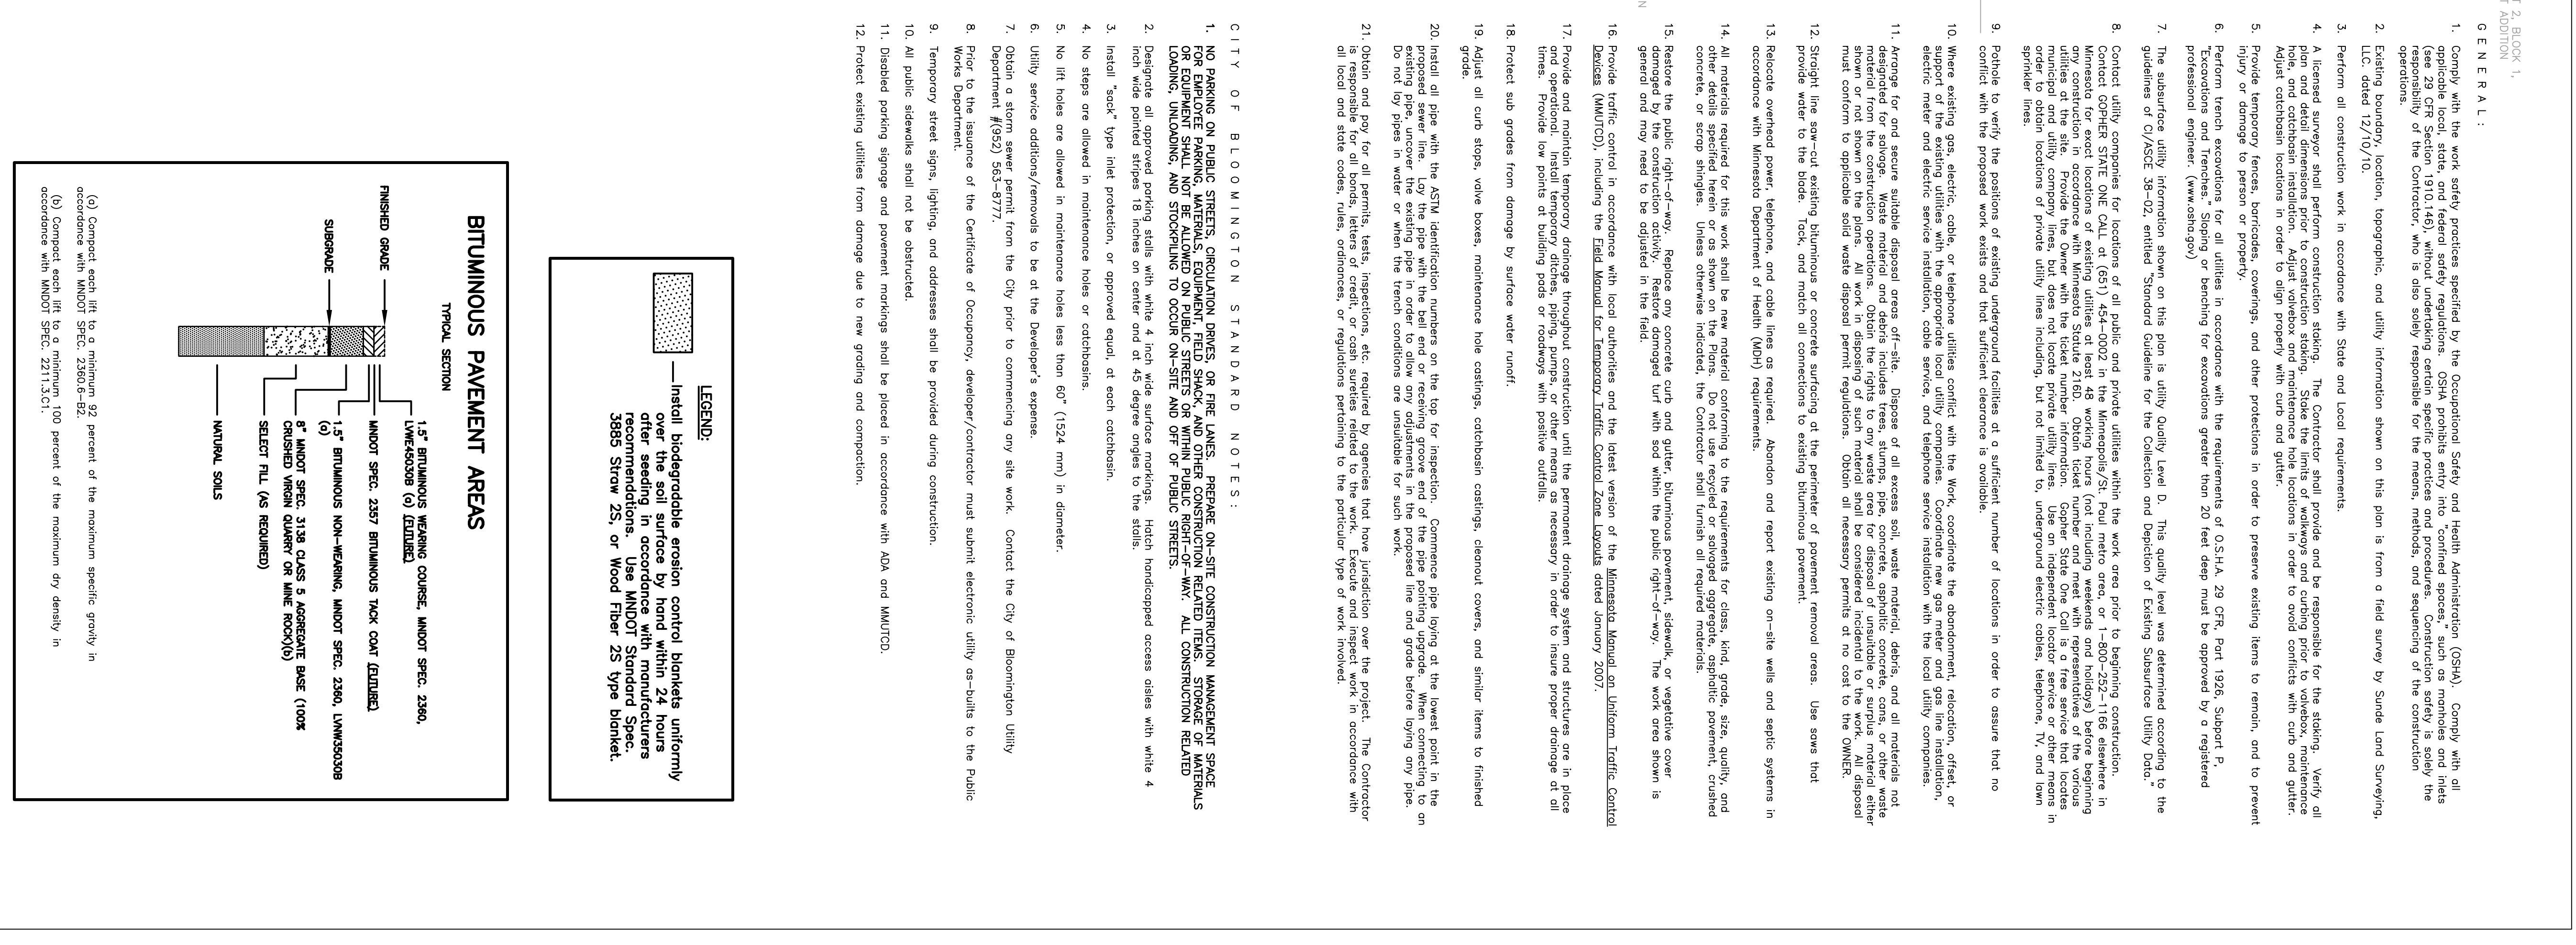 T 2, BLOCK 1,
T ADDITION
N
G E N E R A L :
1. Comply with the work safety practices specified by the Occupational Safety and Health Administration (OSHA). Comply with all
applicable local, state, and federal safety regulations. OSHA prohibits entry into "confined spaces," such as manholes and inlets
(see 29 CFR Section 1910.146), without undertaking certain specific practices and procedures. Construction safety is solely the
responsibility of the Contractor, who is also solely responsible for the means, methods, and sequencing of the construction
operations.
2. Existing boundary, location, topographic, and utility information shown on this plan is from a field survey by Sunde Land Surveying,
LLC. dated 12/10/10.
3. Perform all construction work in accordance with State and Local requirements.
4. A licensed surveyor shall perform construction staking. The Contractor shall provide and be responsible for the staking. Verify all
plan and detail dimensions prior to construction staking. Stake the limits of walkways and curbing prior to valvebox, maintenance
hole, and catchbasin installation. Adjust valvebox and maintenance hole locations in order to avoid conflicts with curb and gutter.
Adjust catchbasin locations in order to align properly with curb and gutter.
5. Provide temporary fences, barricades, coverings, and other protections in order to preserve existing items to remain, and to prevent
injury or damage to person or property.
6. Perform trench excavations for all utilities in accordance with the requirements of O.S.H.A. 29 CFR, Part 1926, Subpart P,
"Excavations and Trenches." Sloping or benching for excavations greater than 20 feet deep must be approved by a registered
professional engineer. (www.osha.gov)
7. The subsurface utility information shown on this plan is utility Quality Level D. This quality level was determined according to the
guidelines of CI/ASCE 38-02, entitled "Standard Guideline for the Collection and Depiction of Existing Subsurface Utility Data."
8. Contact utility companies for locations of all public and private utilities within the work area prior to beginning construction.
Contact GOPHER STATE ONE CALL at (651) 454-0002 in the Minneapolis/St. Paul metro area, or 1-800-252-1166 elsewhere in
Minnesota for exact locations of existing utilities at least 48 working hours (not including weekends and holidays) before beginning
any construction in accordance with Minnesota Statute 216D. Obtain ticket number and meet with representatives of the various
utilities at the site. Provide the Owner with the ticket number information. Gopher State One Call is a free service that locates
municipal and utility company lines, but does not locate private utility lines. Use an independent locator service or other means in
order to obtain locations of private utility lines including, but not limited to, underground electric cables, telephone, TV, and lawn
sprinkler lines.
9. Pothole to verify the positions of existing underground facilities at a sufficient number of locations in order to assure that no
conflict with the proposed work exists and that sufficient clearance is available.
10. Where existing gas, electric, cable, or telephone utilities conflict with the Work, coordinate the abandonment, relocation, offset, or
support of the existing utilities with the appropriate local utility companies. Coordinate new gas meter and gas line installation,
electric meter and electric service installation, cable service, and telephone service installation with the local utility companies.
11. Arrange for and secure suitable disposal areas off-site. Dispose of all excess soil, waste material, debris, and all materials not
designated for salvage. Waste material and debris includes trees, stumps, pipe, concrete, asphaltic concrete, cans, or other waste
material from the construction operations. Obtain the rights to any waste area for disposal of unsuitable or surplus material either
shown or not shown on the plans. All work in disposing of such material shall be considered incidental to the work. All disposal
must conform to applicable solid waste disposal permit regulations. Obtain all necessary permits at no cost to the OWNER.
12. Straight line saw-cut existing bituminous or concrete surfacing at the perimeter of pavement removal areas. Use saws that
provide water to the blade. Tack, and match all connections to existing bituminous pavement.
13. Relocate overhead power, telephone, and cable lines as required. Abandon and report existing on-site wells and septic systems in
accordance with Minnesota Department of Health (MDH) requirements.
14. All materials required for this work shall be new material conforming to the requirements for class, kind, grade, size, quality, and
other details specified herein or as shown on the Plans. Do not use recycled or salvaged aggregate, asphaltic pavement, crushed
concrete, or scrap shingles. Unless otherwise indicated, the Contractor shall furnish all required materials.
15. Restore the public right-of-way. Replace any concrete curb and gutter, bituminous pavement, sidewalk, or vegetative cover
damaged by the construction activity. Restore damaged turf with sod within the public right-of-way. The work area shown is
general and may need to be adjusted in the field.
16. Provide traffic control in accordance with local authorities and the latest version of the Minnesota Manual on Uniform Traffic Control
Devices (MMUTCD), including the Field Manual for Temporary Traffic Control Zone Layouts dated January 2007.
17. Provide and maintain temporary drainage throughout construction until the permanent drainage system and structures are in place
and operational. Install temporary ditches, piping, pumps, or other means as necessary in order to insure proper drainage at all
times. Provide low points at building pads or roadways with positive outfalls.
18. Protect sub grades from damage by surface water runoff.
19. Adjust all curb stops, valve boxes, maintenance hole castings, catchbasin castings, cleanout covers, and similar items to finished
grade.
20. Install all pipe with the ASTM identification numbers on the top for inspection. Commence pipe laying at the lowest point in the
proposed sewer line. Lay the pipe with the bell end or receiving groove end of the pipe pointing upgrade. When connecting to an
existing pipe, uncover the existing pipe in order to allow any adjustments in the proposed line and grade before laying any pipe.
Do not lay pipes in water or when the trench conditions are unsuitable for such work.
21. Obtain and pay for all permits, tests, inspections, etc. required by agencies that have jurisdiction over the project. The Contractor
is responsible for all bonds, letters of credit, or cash sureties related to the work. Execute and inspect work in accordance with
all local and state codes, rules, ordinances, or regulations pertaining to the particular type of work involved.
C I T Y O F B L O O M I N G T O N S T A N D A R D N O T E S :
1. NO PARKING ON PUBLIC STREETS, CIRCULATION DRIVES, OR FIRE LANES. PREPARE ON-SITE CONSTRUCTION MANAGEMENT SPACE
FOR EMPLOYEE PARKING, MATERIALS, EQUIPMENT, FIELD SHACK, AND OTHER CONSTRUCTION RELATED ITEMS. STORAGE OF MATERIALS
OR EQUIPMENT SHALL NOT BE ALLOWED ON PUBLIC STREETS OR WITHIN PUBLIC RIGHT-OF-WAY. ALL CONSTRUCTION RELATED
LOADING, UNLOADING, AND STOCKPILING TO OCCUR ON-SITE AND OFF OF PUBLIC STREETS.
2. Designate all approved parking stalls with white 4 inch wide surface markings. Hatch handicapped access aisles with white 4
inch wide painted stripes 18 inches on center and at 45 degree angles to the stalls.
3. Install "sack" type inlet protection, or approved equal, at each catchbasin.
4. No steps are allowed in maintenance holes or catchbasins.
5. No lift holes are allowed in maintenance holes less than 60" (1524 mm) in diameter.
6. Utility service additions/removals to be at the Developer's expense.
7. Obtain a storm sewer permit from the City prior to commencing any site work. Contact the City of Bloomington Utility
Department #(952) 563-8777.
8. Prior to the issuance of the Certificate of Occupancy, developer/contractor must submit electronic utility as-builts to the Public
Works Department.
9. Temporary street signs, lighting, and addresses shall be provided during construction.
10. All public sidewalks shall not be obstructed.
11. Disabled parking signage and pavement markings shall be placed in accordance with ADA and MMUTCD.
12. Protect existing utilities from damage due to new grading and compaction.
LEGEND:
Install biodegradable erosion control blankets uniformly
over the soil surface by hand within 24 hours
after seeding in accordance with manufacturers
recommendations. Use MNDOT Standard Spec.
3885 Straw 2S, or Wood Fiber 2S type blanket.
BITUMINOUS PAVEMENT AREAS
TYPICAL SECTION
FINISHED GRADE
SUBGRADE
1.5" BITUMINOUS WEARING COURSE, MNDOT SPEC. 2360,
LVWE45030B (a) (FUTURE)
MNDOT SPEC. 2357 BITUMINOUS TACK COAT (FUTURE)
1.5" BITUMINOUS NON-WEARING, MNDOT SPEC. 2360, LVNW35030B
(a)
8" MNDOT SPEC. 3138 CLASS 5 AGGREGATE BASE (100%
CRUSHED VIRGIN QUARRY OR MINE ROCK)(b)
SELECT FILL (AS REQUIRED)
NATURAL SOILS
(a) Compact each lift to a minimum 92 percent of the maximum specific gravity in
accordance with MNDOT SPEC. 2360.6-B2.
(b) Compact each lift to a minimum 100 percent of the maximum dry density in
accordance with MNDOT SPEC. 2211.3.C1.